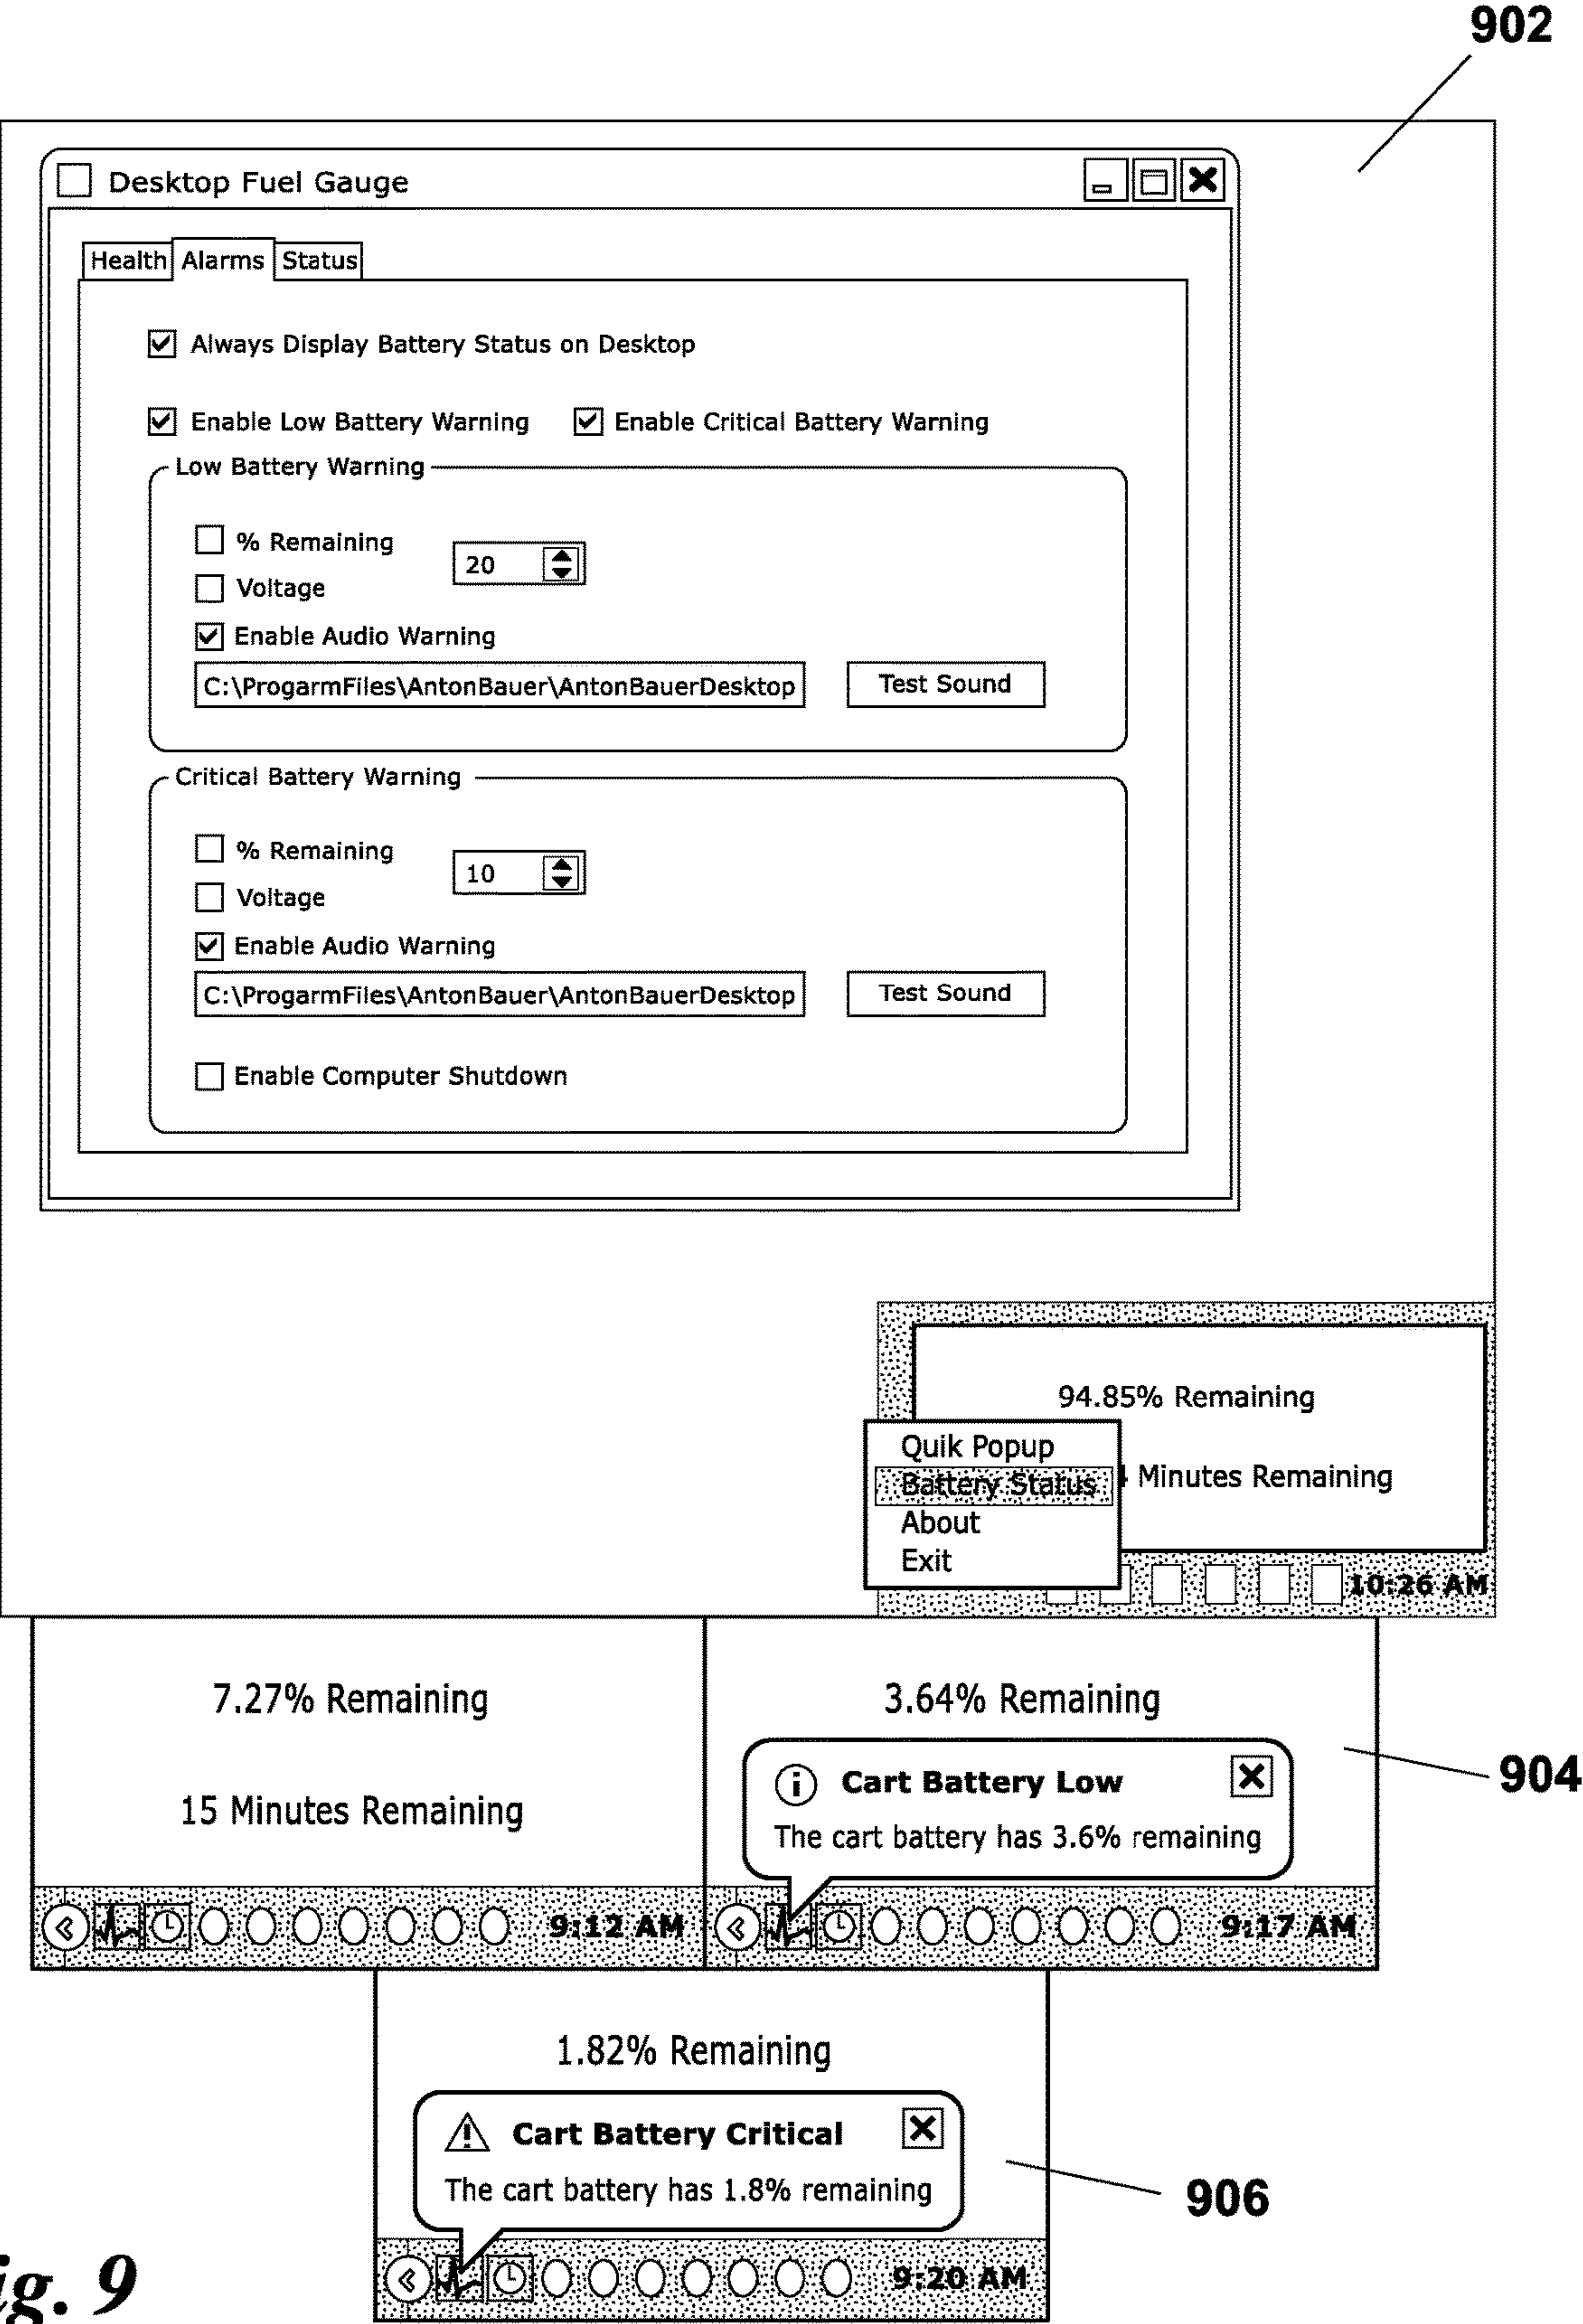 902
Desktop Fuel Gauge
Health Alarms Status
Always Display Battery Status on Desktop
Enable Low Battery Warning Enable Critical Battery Warning
Low Battery Warning
% Remaining
20
Voltage
Enable Audio Warning
C:\ProgarmFiles\AntonBauer\AntonBauerDesktop Test Sound
Critical Battery Warning
% Remaining
10
Voltage
Enable Audio Warning
C:\ProgarmFiles\AntonBauer\AntonBauerDesktop Test Sound
Enable Computer Shutdown
94.85% Remaining
Quik Popup
Battery Status
Minutes Remaining
About
Exit
10:26 AM
7.27% Remaining
15 Minutes Remaining
9:12 AM
3.64% Remaining
904
Cart Battery Low
The cart battery has 3.6% remaining
9:17 AM
1.82% Remaining
Cart Battery Critical
The cart battery has 1.8% remaining
906
9:20 AM
ig. 9